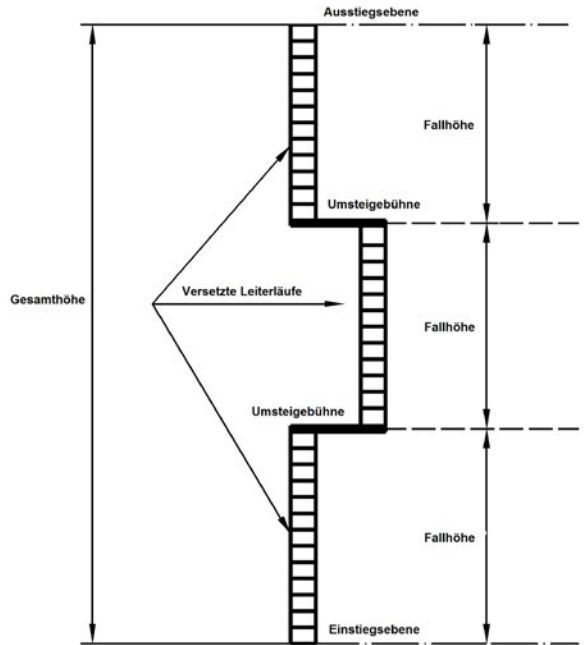 Ausstiegsebene
Fallhöhe
Umsteigebühne
Versetzte Leiterläufe
Gesamthöhe
Fallhöhe
Umsteigebühne
Fallhöhe
Einstiegsebene